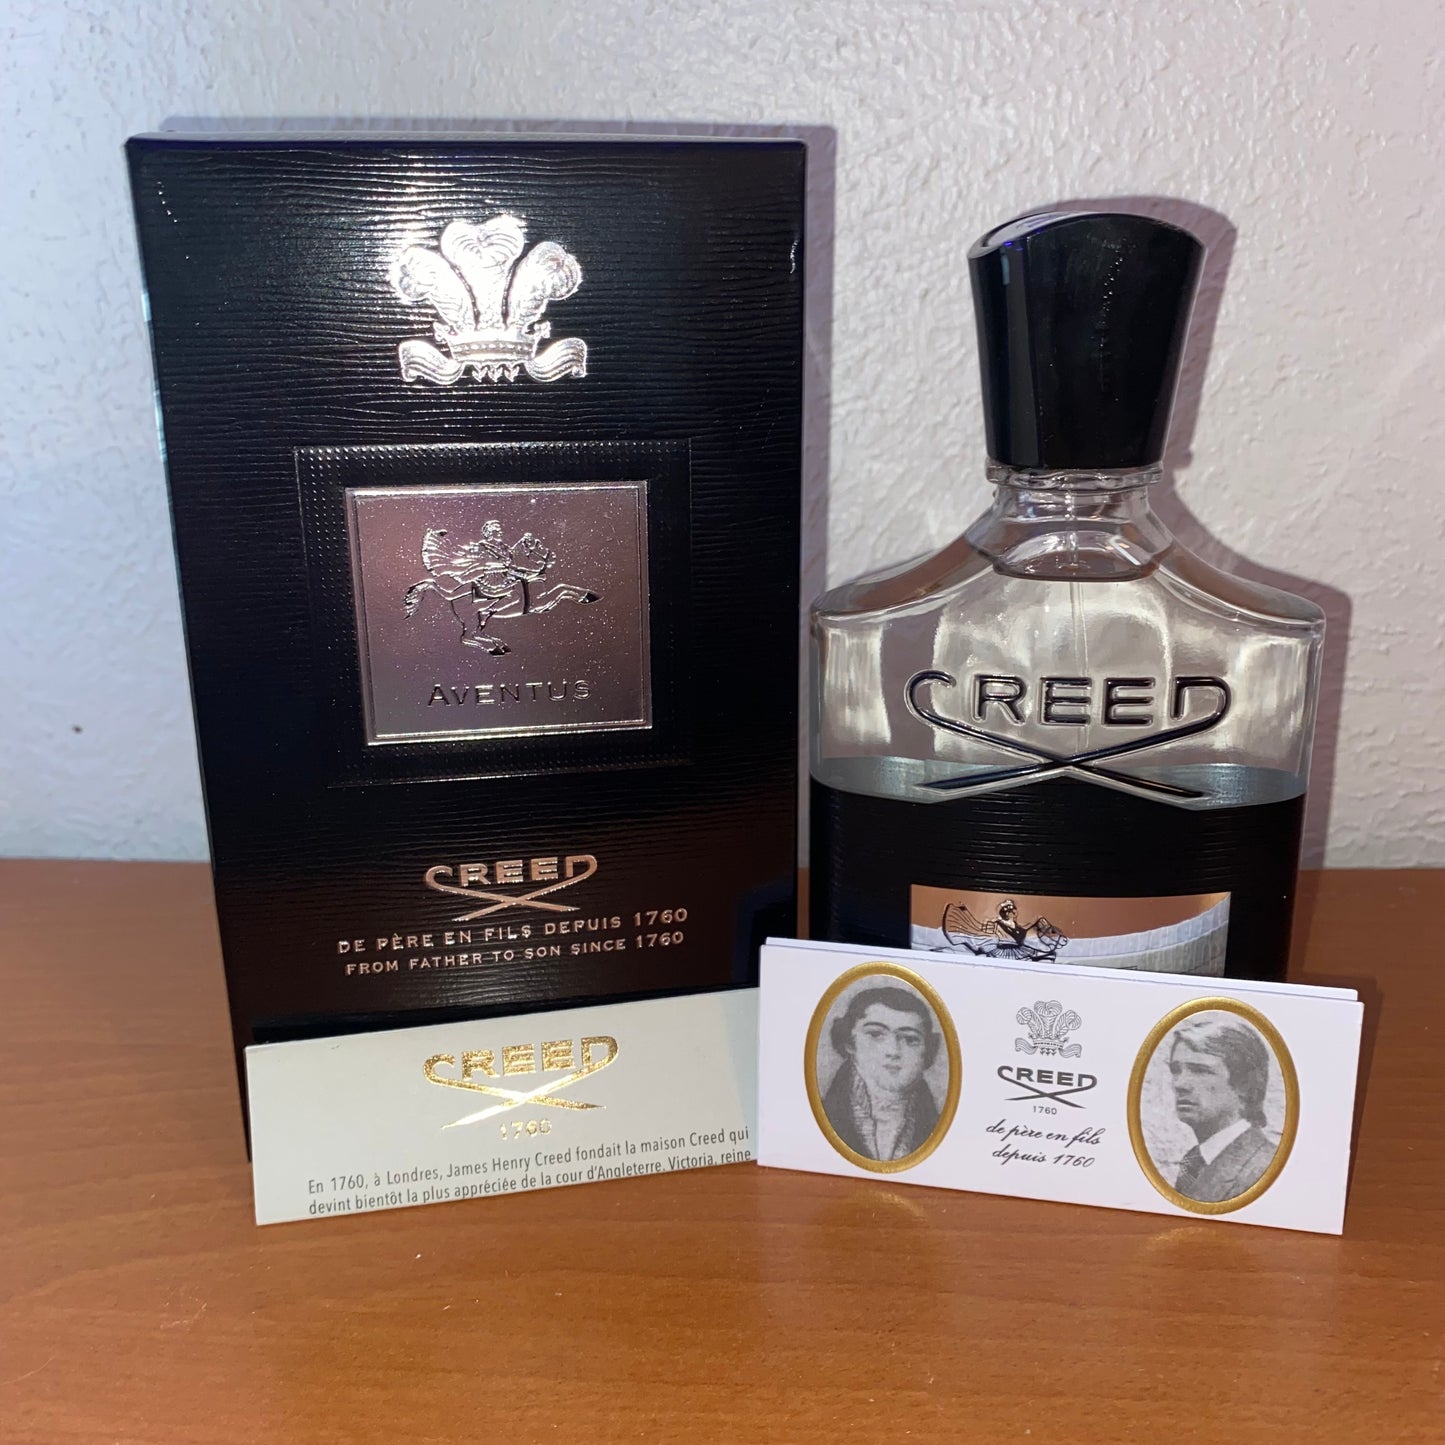 AVENTUS
CREED
DE PÈRE EN FILS DEPUIS 1760
FROM FATHER TO SON SINCE 1760
CREED
CREED
1760
En 1760, à Londres, James Henry Creed fondait la maison Creed qui
devint bientôt la plus appréciée de la cour d'Angleterre. Victoria, reine
CREED
1760
de père en fils
depuis 1760